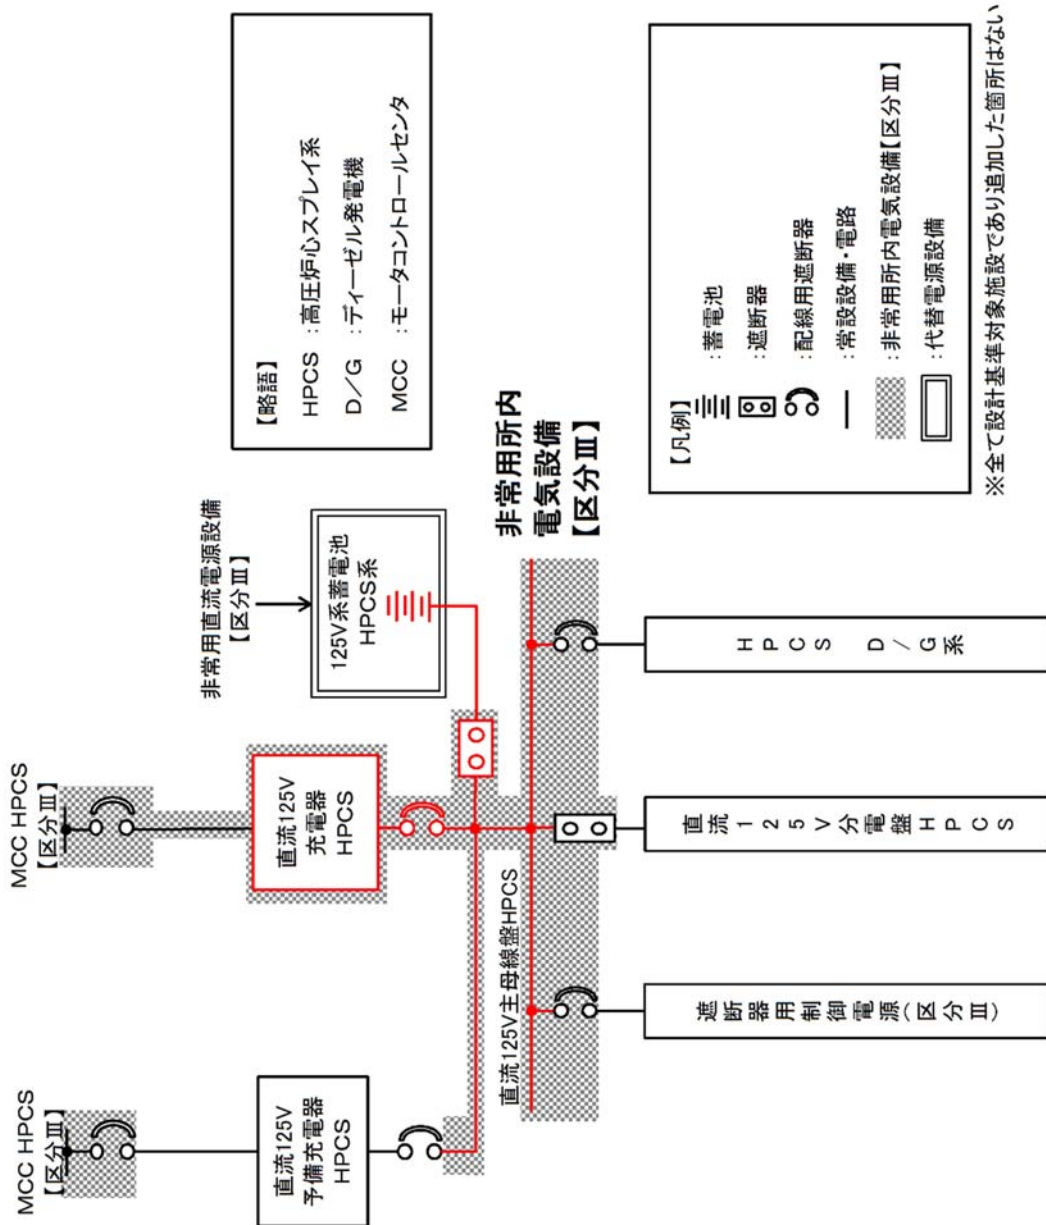 MCC HPCS
【区分Ⅲ】
MCC HPCS
【区分Ⅲ】
非常用直流電源設備
【区分Ⅲ】
直流125V
予備充電器
HPCS
直流125V
充電器
HPCS
125V系蓄電池
HPCS系
直流125V主母線盤HPCS
非常用所内
電気設備
【区分Ⅲ】
遮断器用制御電源(区分Ⅲ)
直流125V分電盤HPCS
HPCS D/G系
【略語】
HPCS :高圧炉心スプレイ系
D/G :ディーゼル発電機
MCC :モータコントロールセンタ
【凡例】
:蓄電池
:遮断器
:配線用遮断器
:常設設備・電路
:非常用所内電気設備【区分Ⅲ】
:代替電源設備
※全て設計基準対象施設であり追加した箇所はない